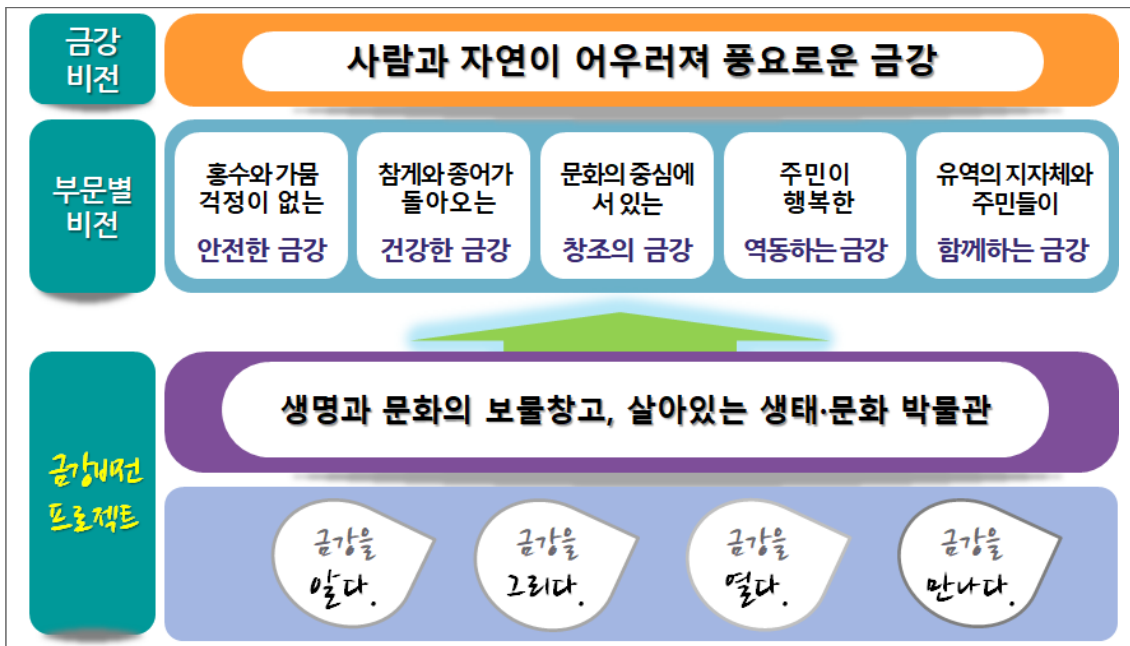 금강
비전
사람과 자연이 어우러져 풍요로운 금강
부문별
비전
홍수와 가뭄
걱정이 없는
안전한 금강
참게와 종어가
돌아오는
건강한 금강
문화의 중심에
서 있는
창조의 금강
주민이
행복한
역동하는 금강
유역의 지자체와
주민들이
함께하는 금강
금강비전
프로젝트
생명과 문화의 보물창고, 살아있는 생태·문화 박물관
금강을
알다.
금강을
그리다.
금강을
열다.
금강을
만나다.